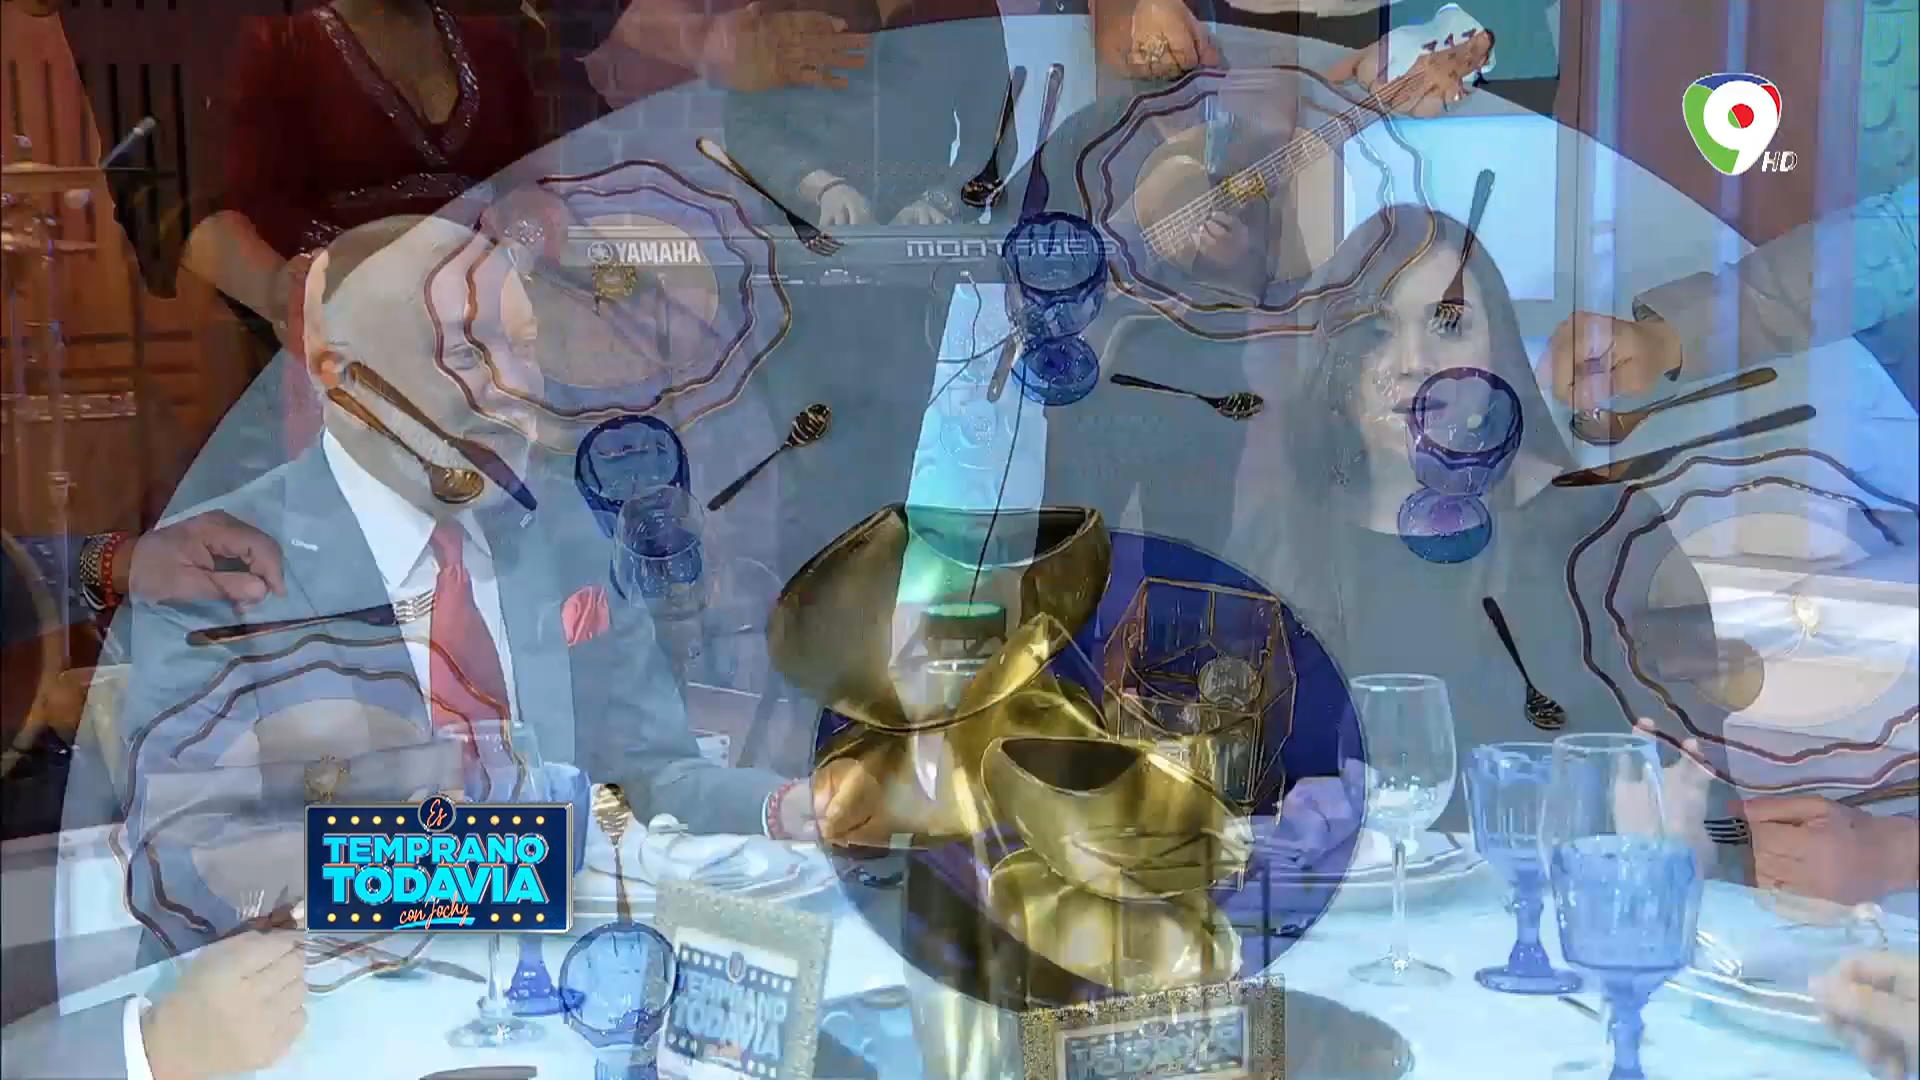 HD
YAMAHA
MONTAGE
Es
TEMPRANO
TODAVIA
con Jochy
TEMPRANO
TODAVIA
TEMPRANO
TODAVIA